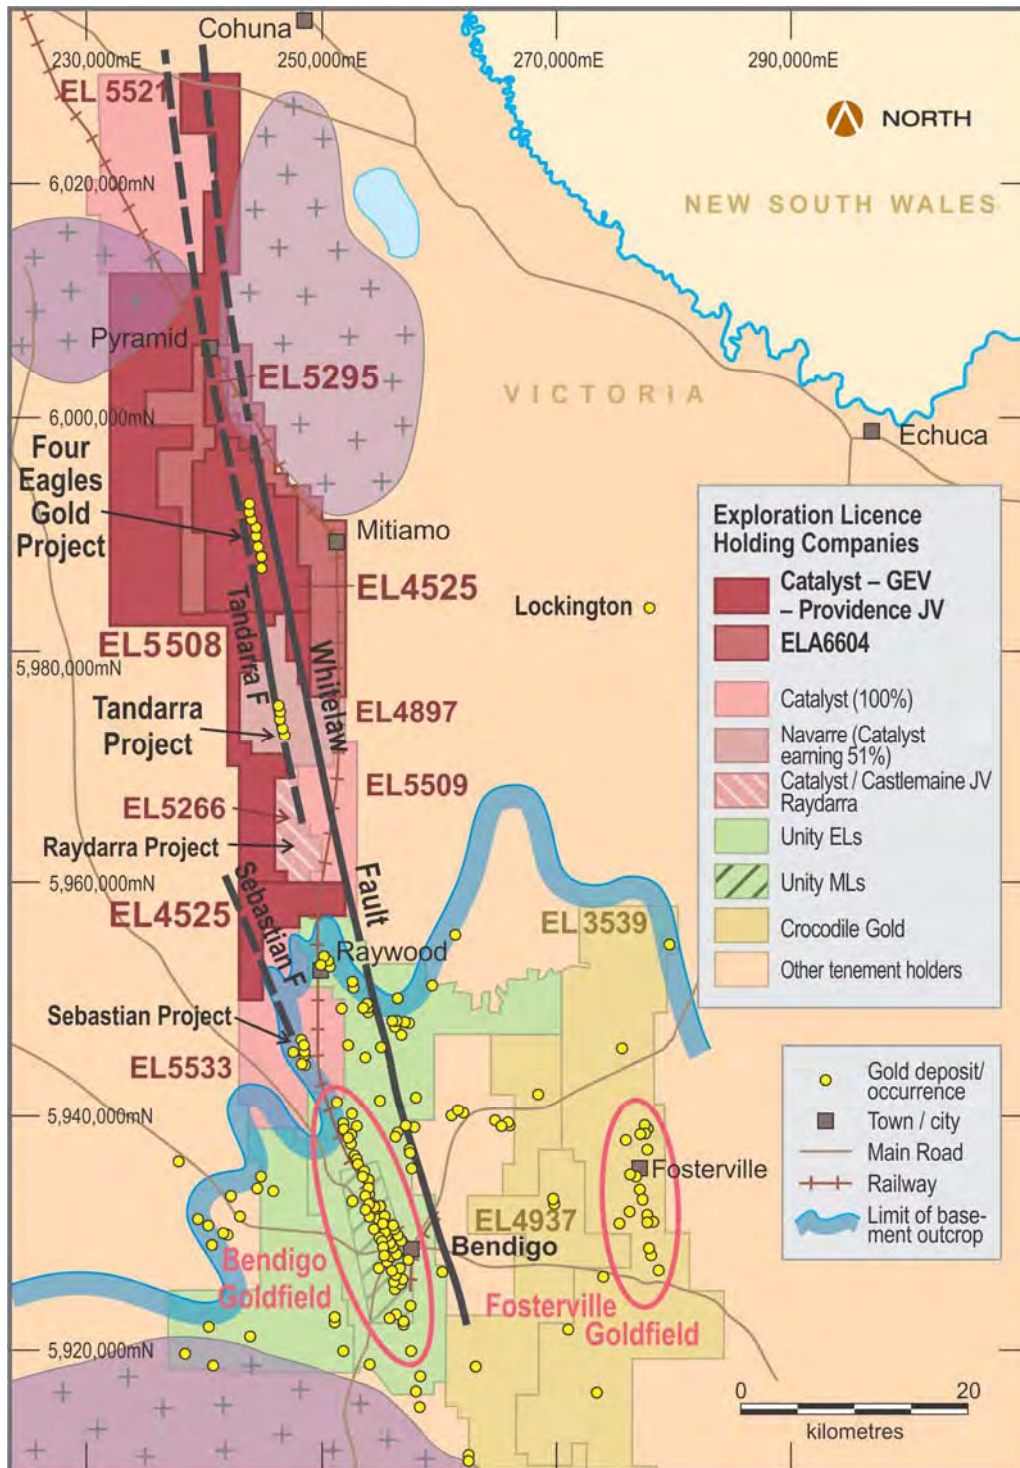 Cohuna
230,000mE
250,000mE
270,000mE
290,000mE
EL 5521
NORTH
6,020,000mN
NEW SOUTH WALES
Pyramid
EL5295
VICTORIA
6,000,000mN
Echuca
Four
Eagles
Gold
Project
Mitiamo
EL4525
Lockington
Tandarra F
Whitelaw
Fault
EL5508
5,980,000mN
Tandarra
Project
EL4897
EL5509
EL5266
Raydarra Project
5,960,000mN
EL4525
Sebastian F
EL3539
Raywood
Sebastian Project
EL5533
5,940,000mN
Fosterville
EL4937
Bendigo
Bendigo
Goldfield
Fosterville
Goldfield
5,920,000mN
Exploration Licence
Holding Companies
Catalyst – GEV
– Providence JV
ELA6604
Catalyst (100%)
Navarre (Catalyst
earning 51%)
Catalyst / Castlemaine JV
Raydarra
Unity ELs
Unity MLs
Crocodile Gold
Other tenement holders
Gold deposit/
occurrence
Town / city
Main Road
Railway
Limit of base-
ment outcrop
0
20
kilometres